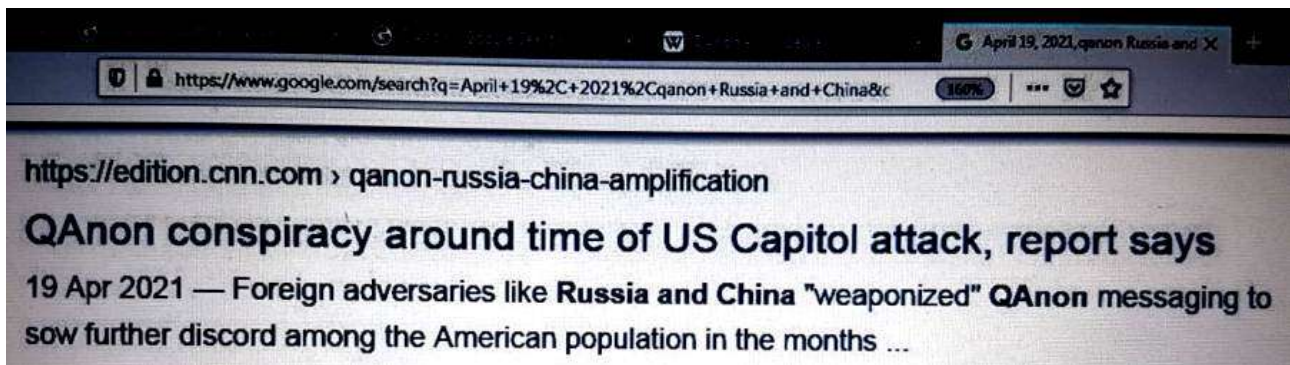 April 19, 2021,qanon Russia and
https://www.google.com/search?q=April+19%2C+2021%2Cqanon+Russia+and+China&c
160%
https://edition.cnn.com › qanon-russia-china-amplification
QAnon conspiracy around time of US Capitol attack, report says
19 Apr 2021 — Foreign adversaries like Russia and China "weaponized" QAnon messaging to
sow further discord among the American population in the months ...